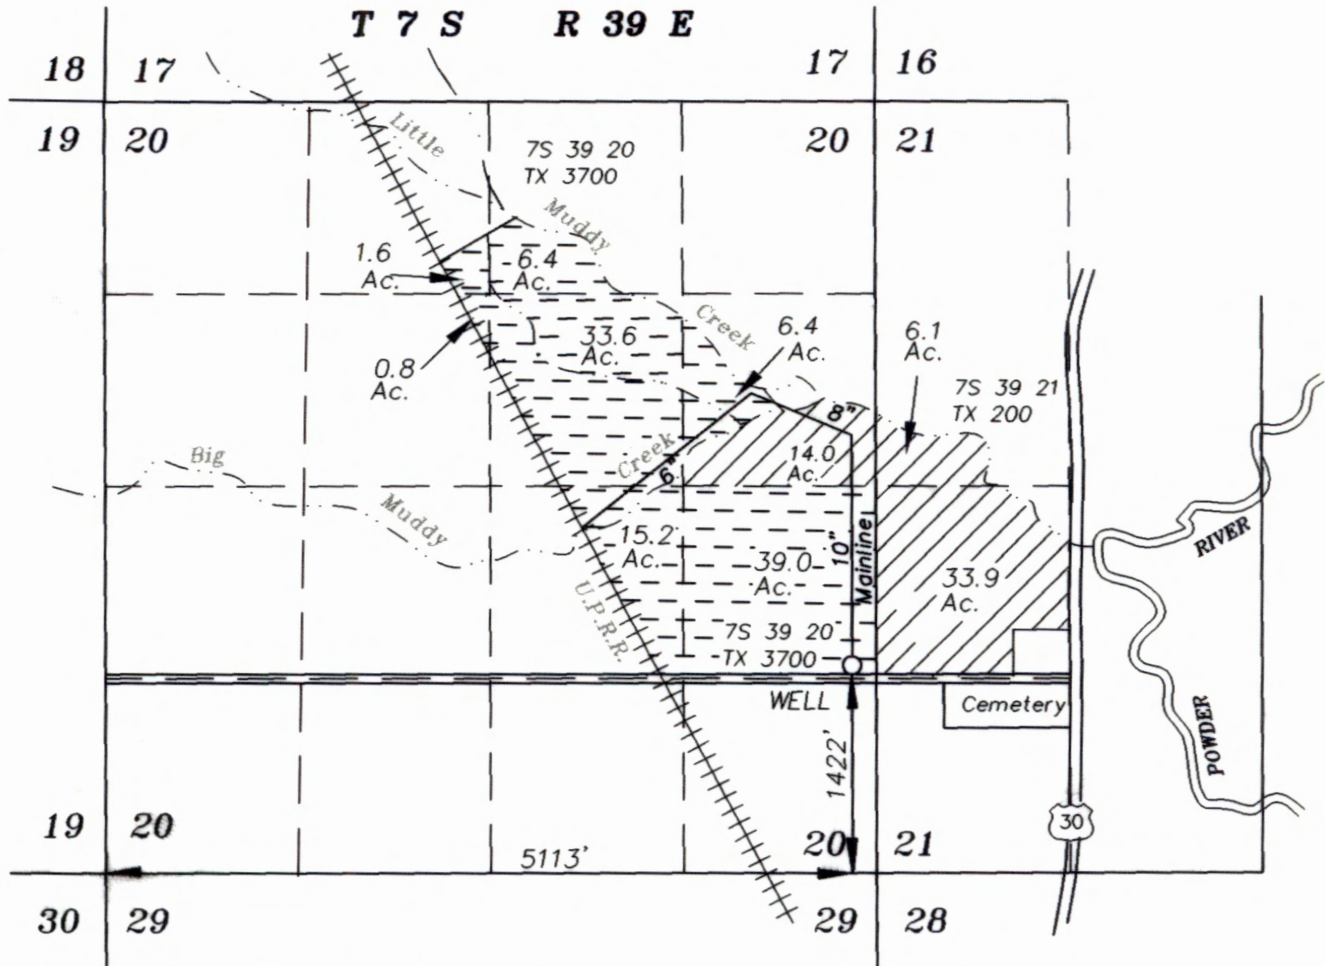 T 7 S R 39 E
18 17
17 16
19 20
20 21
Little
7S 39 20
TX 3700
Muddy
1.6
Ac.
6.4
Ac.
Creek
6.4
Ac.
6.1
Ac.
33.6
Ac.
0.8
Ac.
7S 39 21
TX 200
8"
Big
Creek
6"
14.0
Ac.
Muddy
15.2
Ac.
39.0
Ac.
10"
Mainline
33.9
Ac.
RIVER
U.P.R.R.
7S 39 20
TX 3700
WELL
Cemetery
1422'
POWDER
30
19 20
20 21
5113'
30 29
29 28